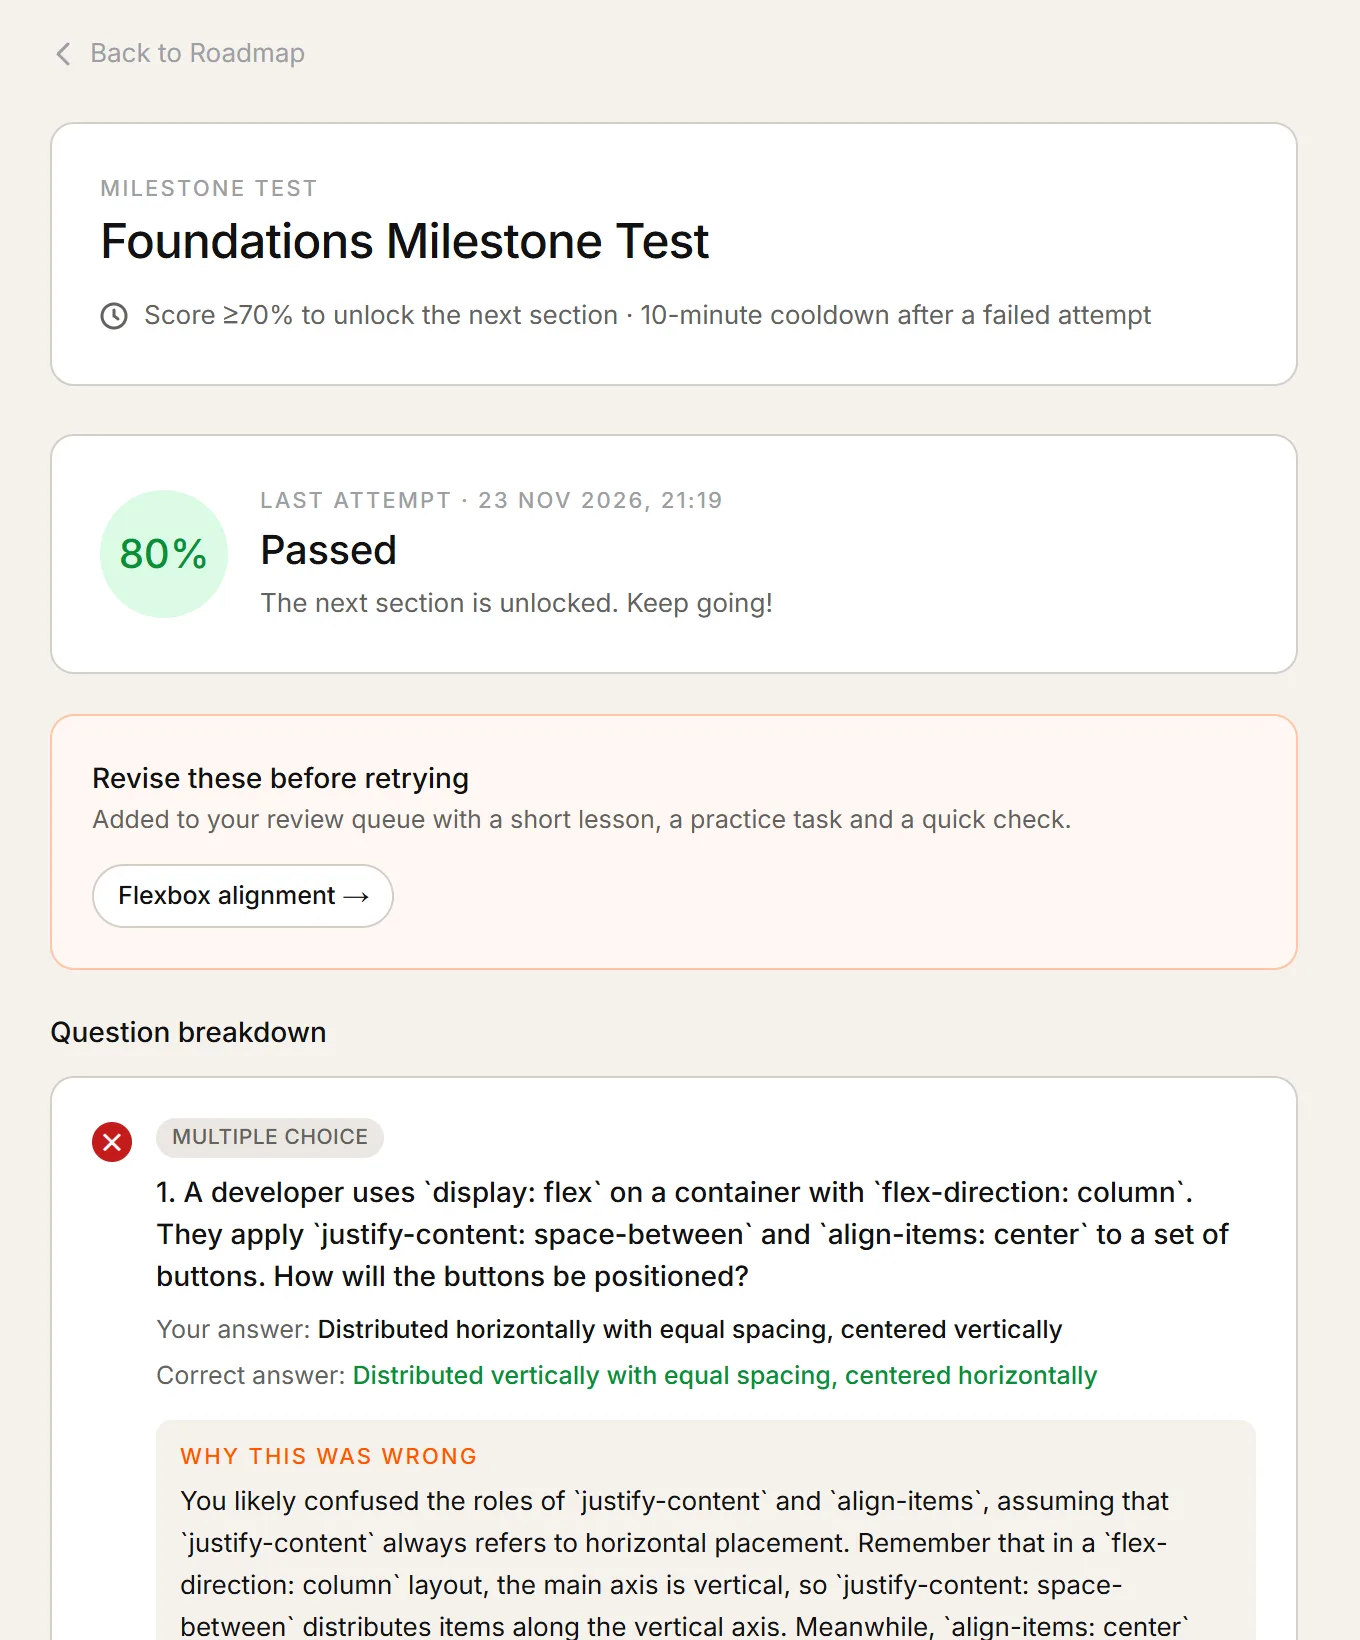 Back to Roadmap
MILESTONE TEST
Foundations Milestone Test
Score ≥70% to unlock the next section · 10-minute cooldown after a failed attempt
80%
LAST ATTEMPT · 23 NOV 2026, 21:19
Passed
The next section is unlocked. Keep going!
Revise these before retrying
Added to your review queue with a short lesson, a practice task and a quick check.
Flexbox alignment →
Question breakdown
MULTIPLE CHOICE
1. A developer uses `display: flex` on a container with `flex-direction: column`.
They apply `justify-content: space-between` and `align-items: center` to a set of
buttons. How will the buttons be positioned?
Your answer: Distributed horizontally with equal spacing, centered vertically
Correct answer: Distributed vertically with equal spacing, centered horizontally
WHY THIS WAS WRONG
You likely confused the roles of `justify-content` and `align-items`, assuming that
`justify-content` always refers to horizontal placement. Remember that in a `flex-
direction: column` layout, the main axis is vertical, so `justify-content: space-
between` distributes items along the vertical axis. Meanwhile, `align-items: center`